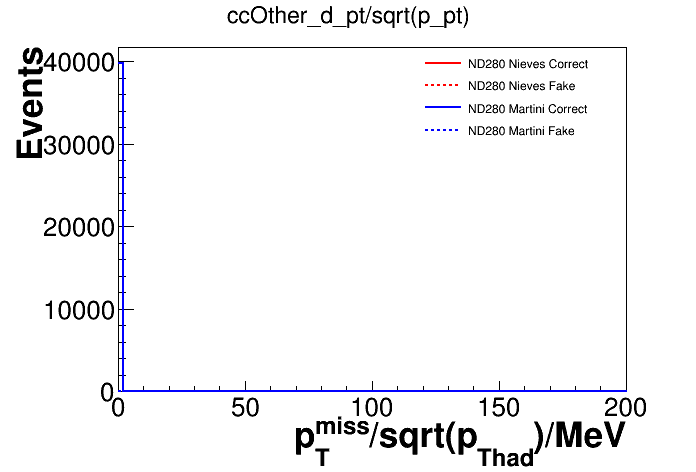 ccOther_d_pt/sqrt(p_pt)
Events
40000
30000
20000
10000
0
ND280 Nieves Correct
ND280 Nieves Fake
ND280 Martini Correct
ND280 Martini Fake
0 50 100 150 200
p_T^miss/sqrt(p_Thad)/MeV